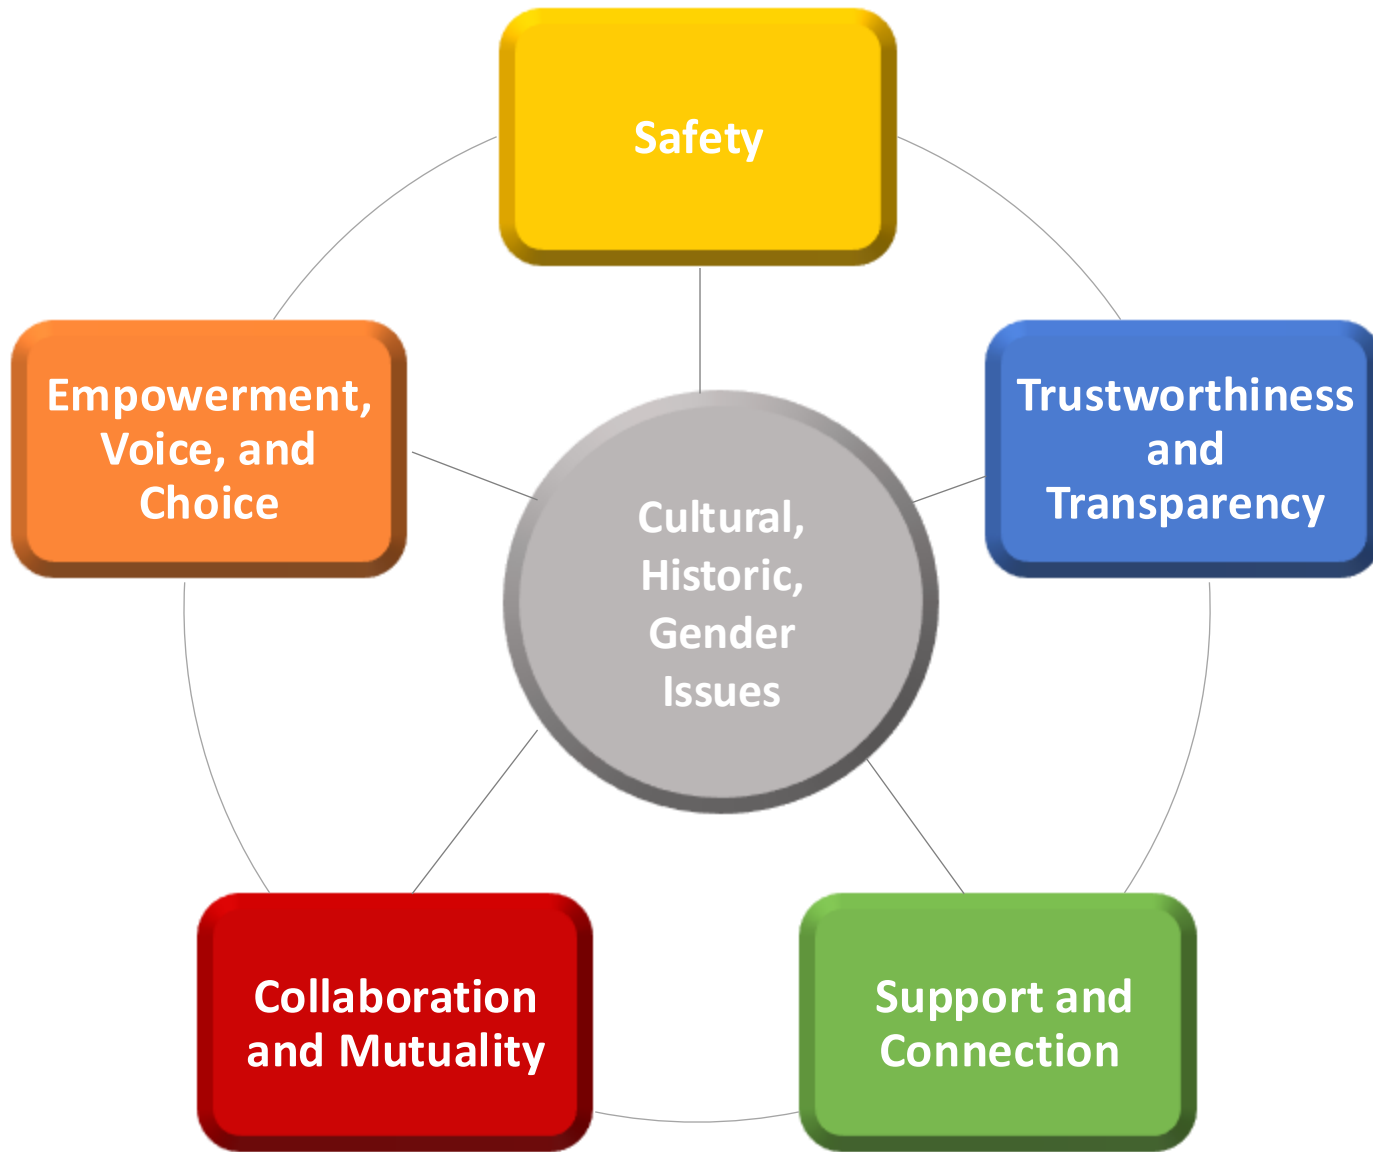 Safety
Trustworthiness
and
Transparency
Support and
Connection
Collaboration
and Mutuality
Empowerment,
Voice, and
Choice
Cultural,
Historic,
Gender
Issues